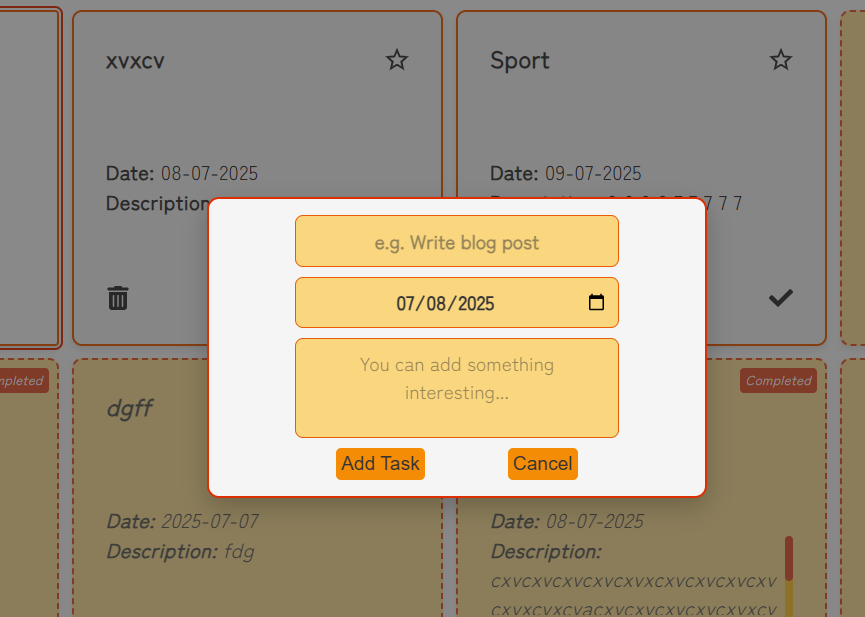 xvxcv
Sport
Date: 08-07-2025
Description
Date: 09-07-2025
7 7 7
e.g. Write blog post
07/08/2025
You can add something
interesting...
Add Task
Cancel
mpleted
Completed
dgff
Date: 2025-07-07
Description: fdg
Date: 08-07-2025
Description:
cxvcxvcxvcxvcxvxcxvcxvcxvcxv
cxvxcvxcvacxvcxvcxvcxvcxvxcv